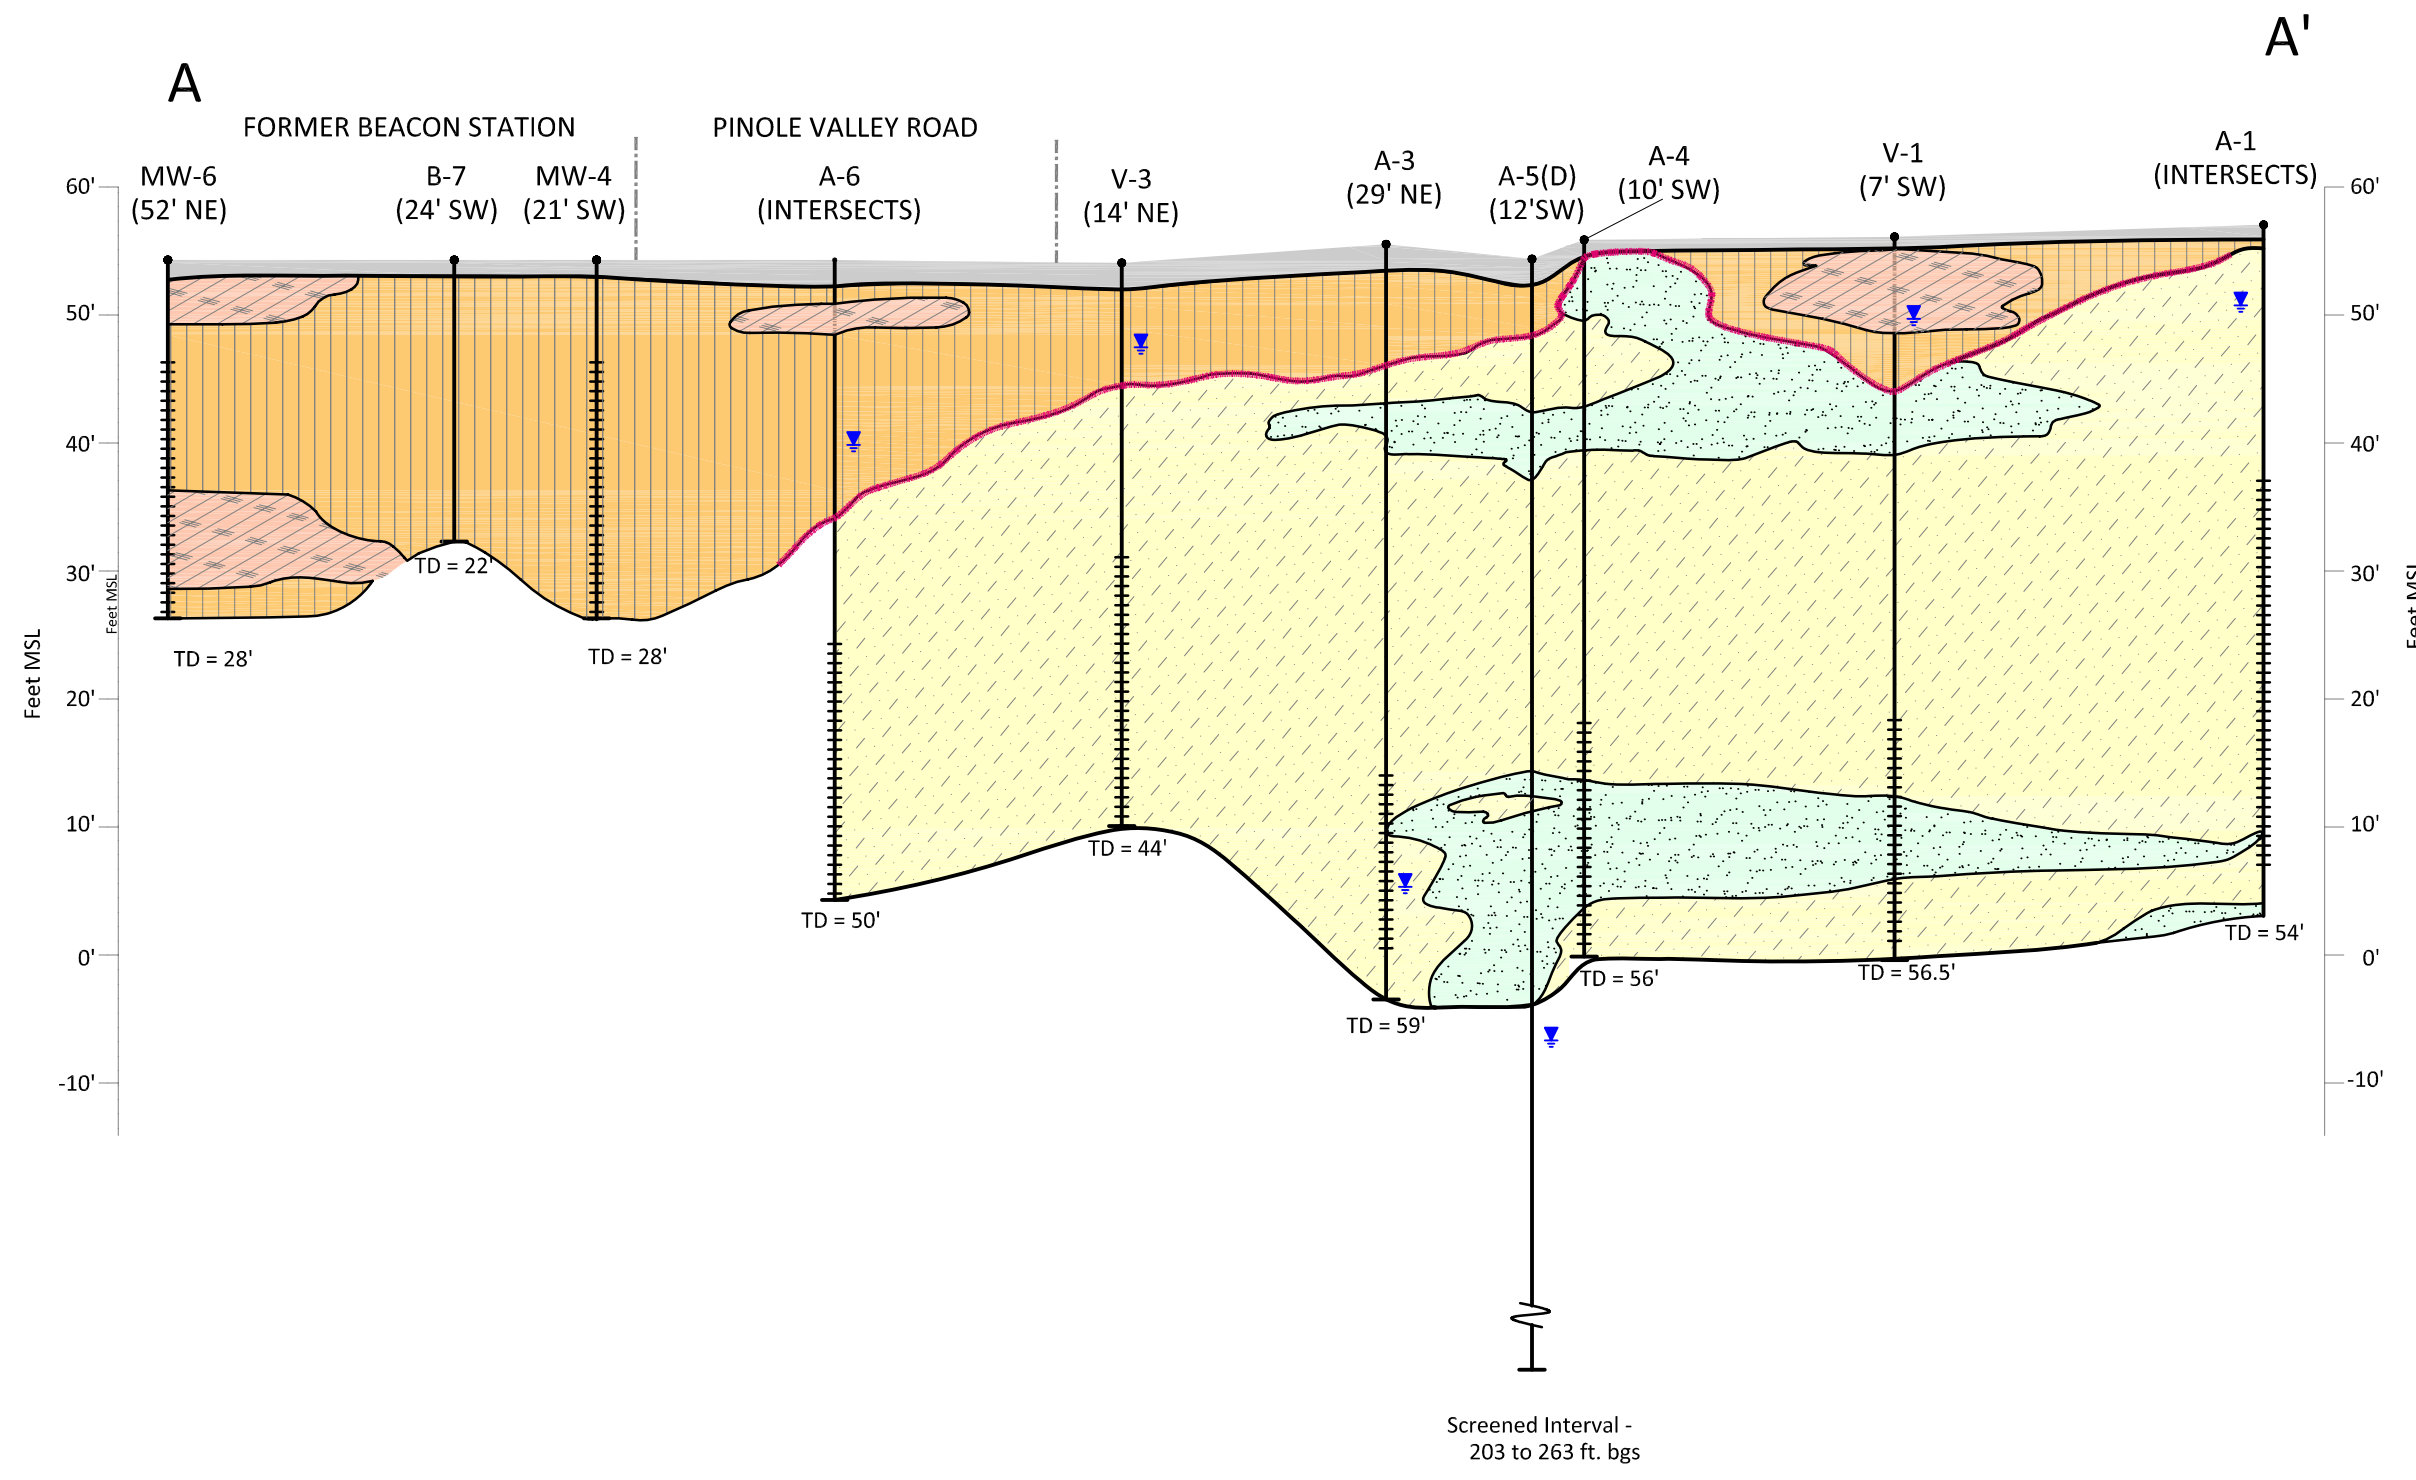 A
A'
FORMER BEACON STATION
PINOLE VALLEY ROAD
MW-6
(52' NE)
B-7
(24' SW)
MW-4
(21' SW)
A-6
(INTERSECTS)
V-3
(14' NE)
A-3
(29' NE)
A-5(D)
(12'SW)
A-4
(10' SW)
V-1
(7' SW)
A-1
(INTERSECTS)
60'
50'
40'
30'
20'
10'
0'
-10'
Feet MSL
Feet MSL
60'
50'
40'
30'
20'
10'
0'
-10'
Feet MSL
TD = 28'
TD = 22'
TD = 28'
TD = 50'
TD = 44'
TD = 59'
TD = 56'
TD = 56.5'
TD = 54'
Screened Interval -
203 to 263 ft. bgs